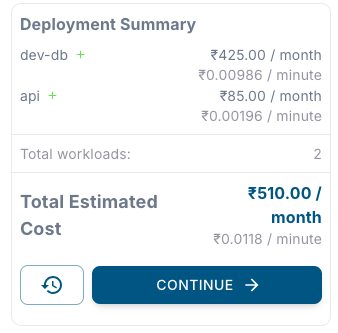 Deployment Summary
dev-db + ₹425.00 / month
₹0.00986 / minute
api + ₹85.00 / month
₹0.00196 / minute
Total workloads: 2
Total Estimated Cost ₹510.00 / month
₹0.0118 / minute
CONTINUE →